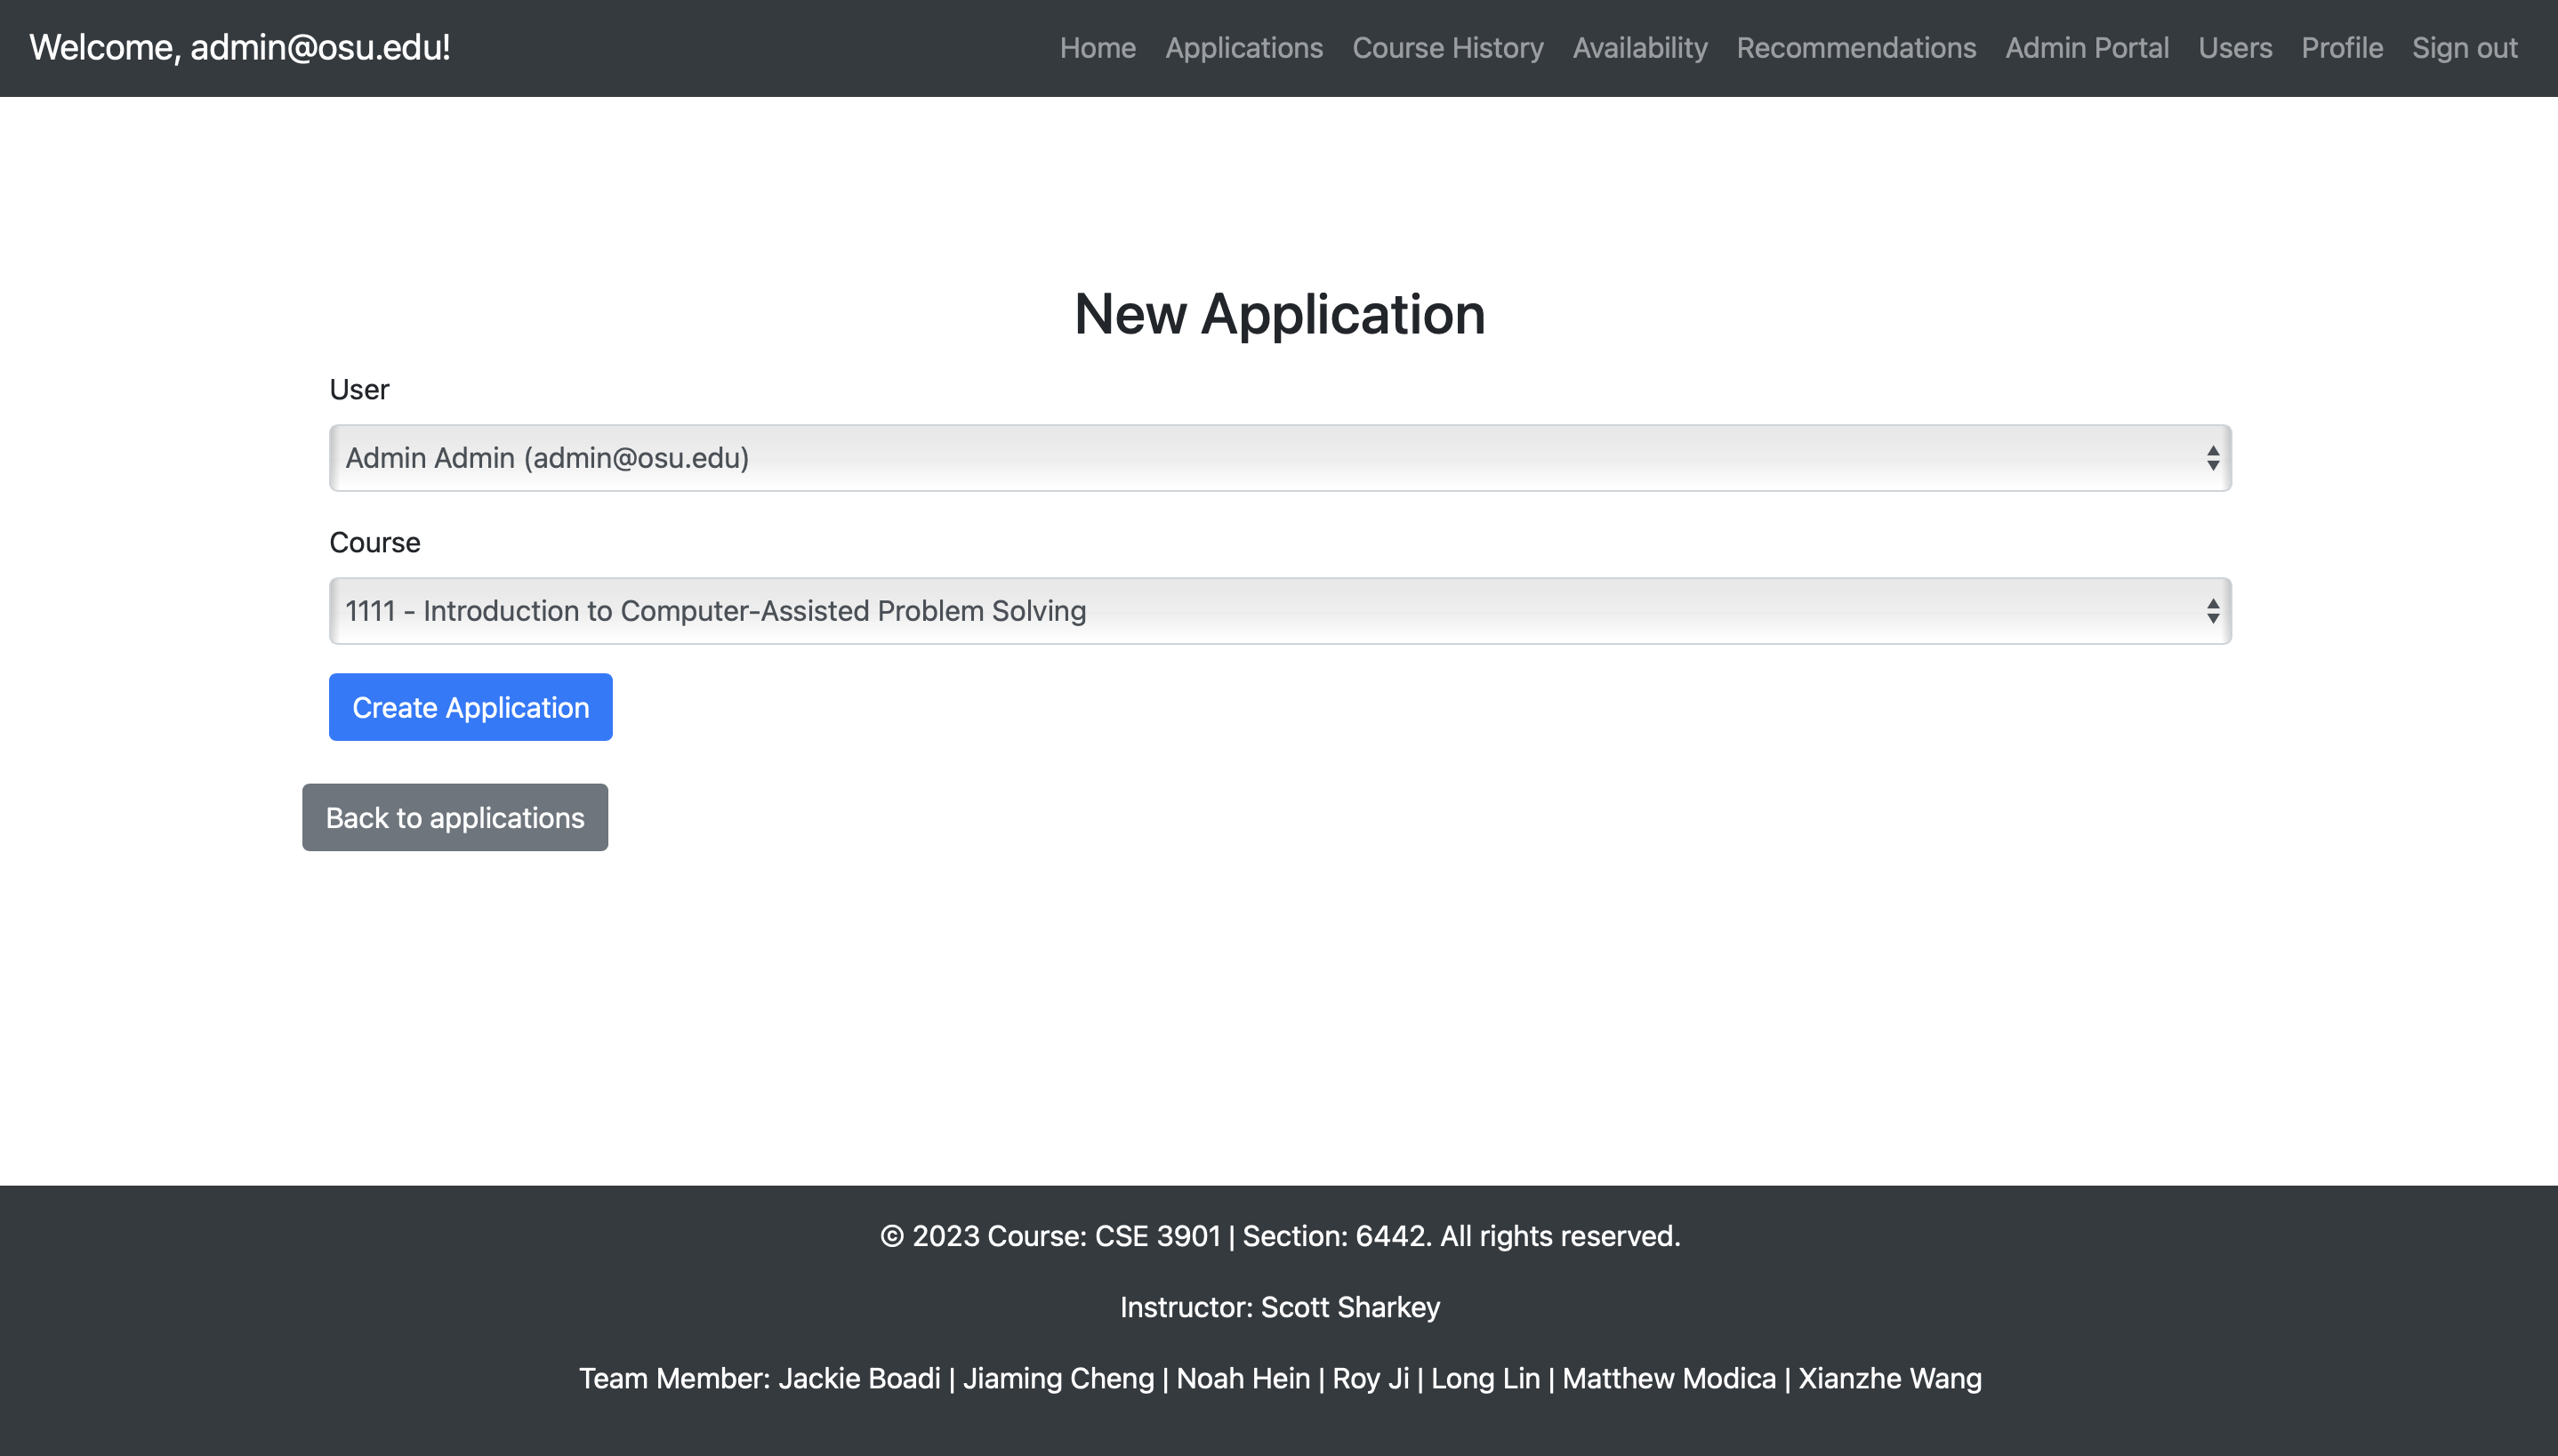 Welcome, admin@osu.edu! Home Applications Course History Availability Recommendations Admin Portal Users Profile Sign out
New Application
User
Admin Admin (admin@osu.edu)
Course
1111 - Introduction to Computer-Assisted Problem Solving
Create Application
Back to applications
© 2023 Course: CSE 3901 | Section: 6442. All rights reserved.
Instructor: Scott Sharkey
Team Member: Jackie Boadi | Jiaming Cheng | Noah Hein | Roy Ji | Long Lin | Matthew Modica | Xianzhe Wang